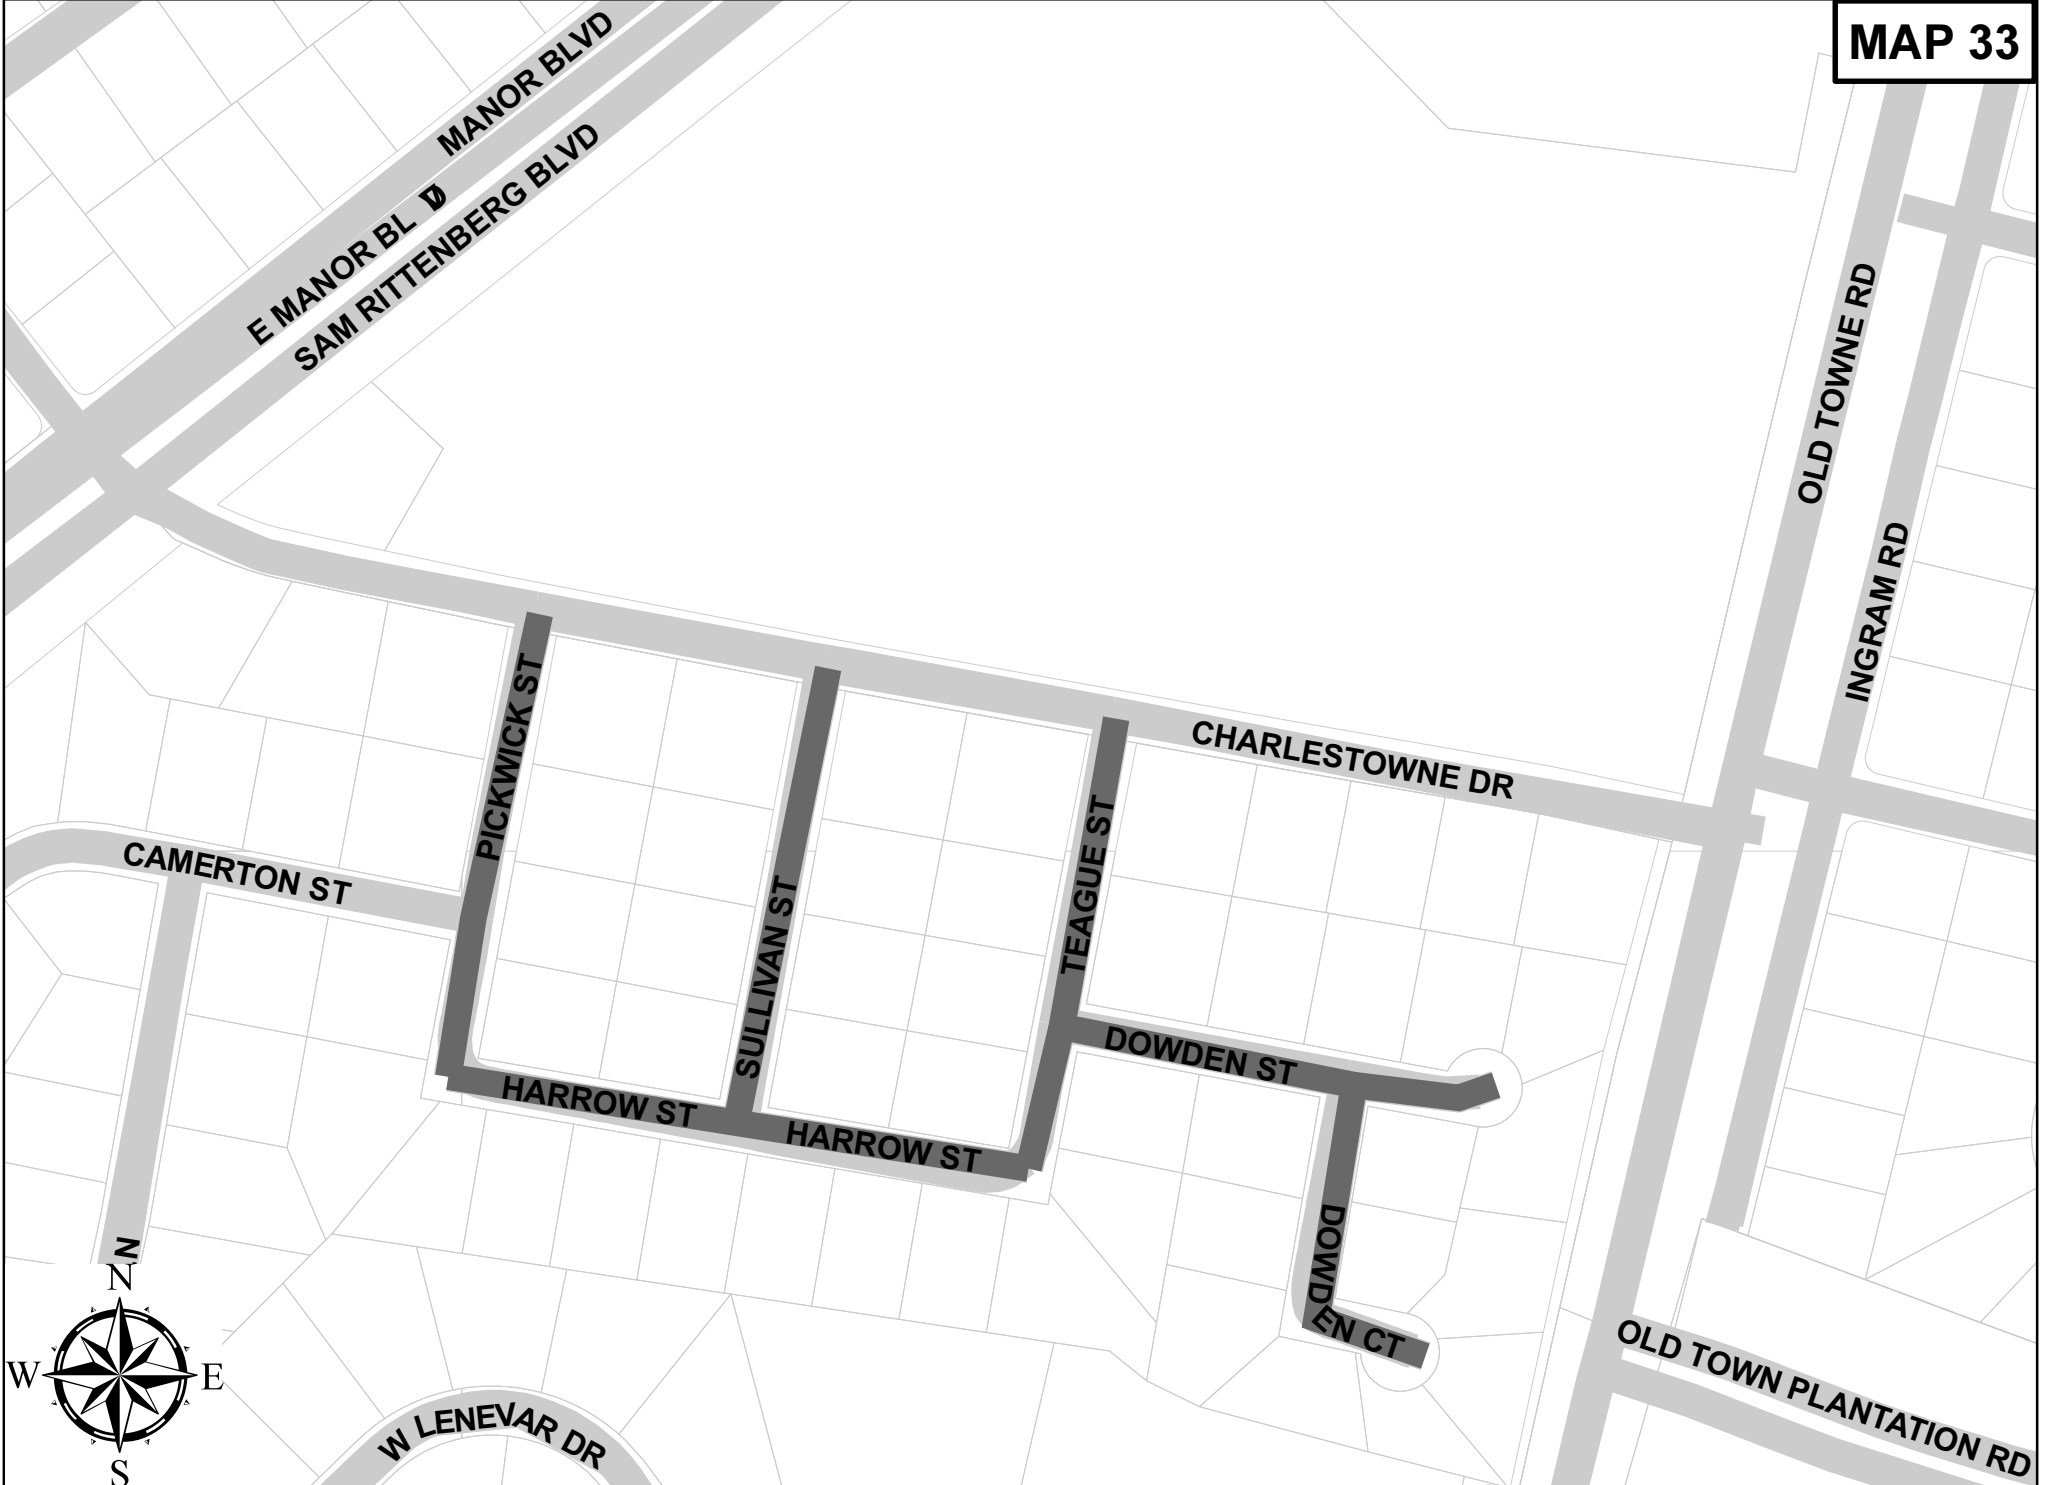 MAP 33
MANOR BLVD
E MANOR BLVD
SAM RITTENBERG BLVD
OLD TOWNE RD
INGRAM RD
PICKWICK ST
CHARLESTOWNE DR
TEAGUE ST
CAMERTON ST
SULLIVAN ST
DOWDEN ST
HARROW ST
HARROW ST
DOWDEN CT
N
N
W
E
S
OLD TOWN PLANTATION RD
W LENEVAR DR